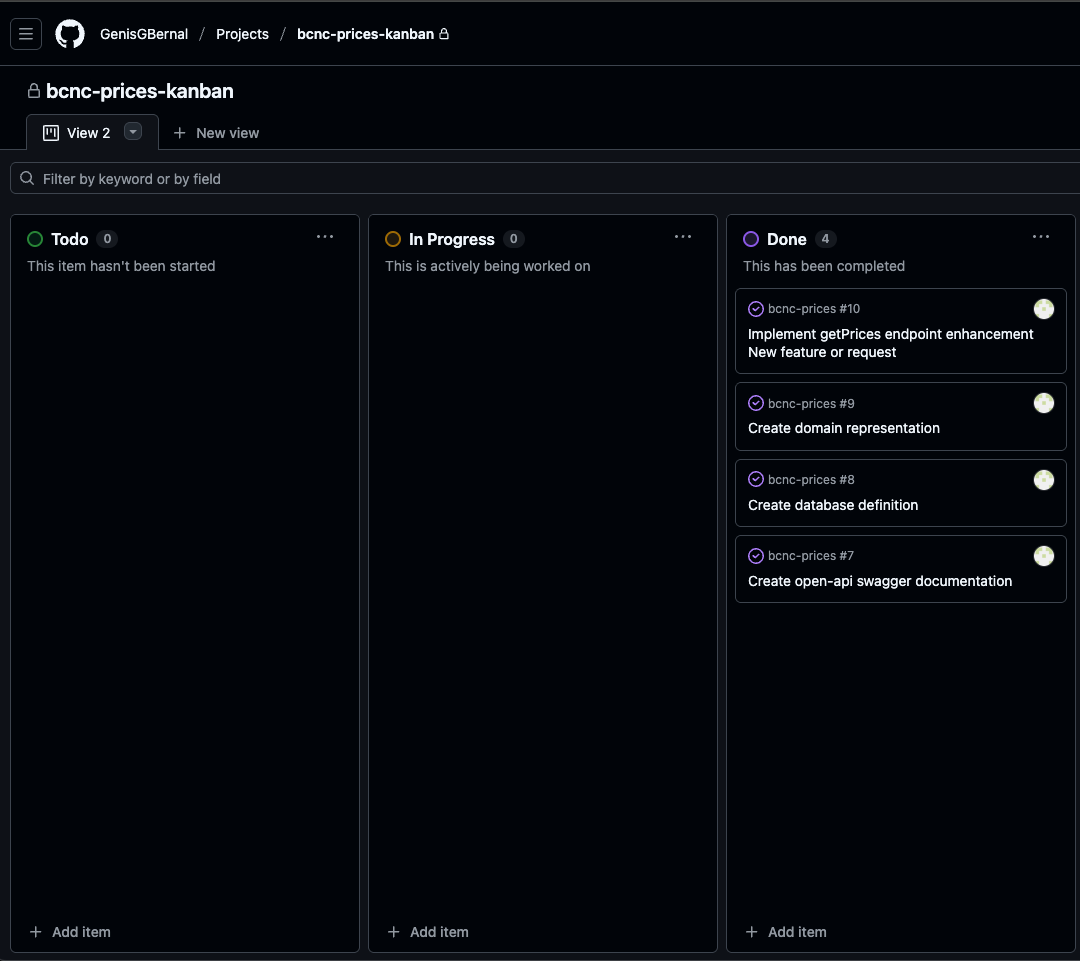 GenisGBernal / Projects / bcnc-prices-kanban
bcnc-prices-kanban
View 2
New view
Filter by keyword or by field
Todo 0
This item hasn't been started
Add item
In Progress 0
This is actively being worked on
Add item
Done 4
This has been completed
bcnc-prices #10
Implement getPrices endpoint enhancement
New feature or request
bcnc-prices #9
Create domain representation
bcnc-prices #8
Create database definition
bcnc-prices #7
Create open-api swagger documentation
Add item